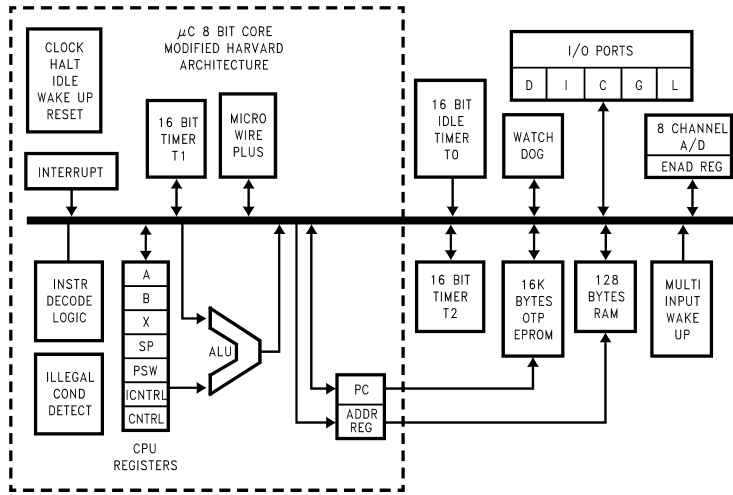 μC 8 BIT CORE
MODIFIED HARVARD
ARCHITECTURE
CLOCK
HALT
IDLE
WAKE UP
RESET
INTERRUPT
16 BIT
TIMER
T1
MICRO
WIRE
PLUS
16 BIT
IDLE
TIMER
T0
WATCH
DOG
I/O PORTS
D I C G L
8 CHANNEL
A/D
ENAD REG
INSTR
DECODE
LOGIC
ILLEGAL
COND
DETECT
A
B
X
SP
PSW
ICNTRL
CNTRL
CPU
REGISTERS
ALU
PC
ADDR
REG
16 BIT
TIMER
T2
16K
BYTES
OTP
EPROM
128
BYTES
RAM
MULTI
INPUT
WAKE
UP